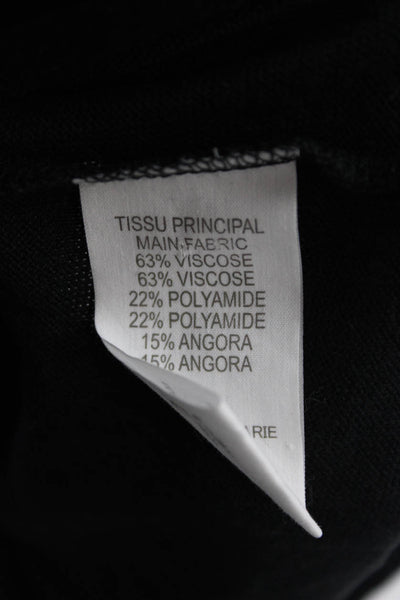 TISSU PRINCIPAL
MAIN FABRIC
63% VISCOSE
63% VISCOSE
22% POLYAMIDE
22% POLYAMIDE
15% ANGORA
15% ANGORA